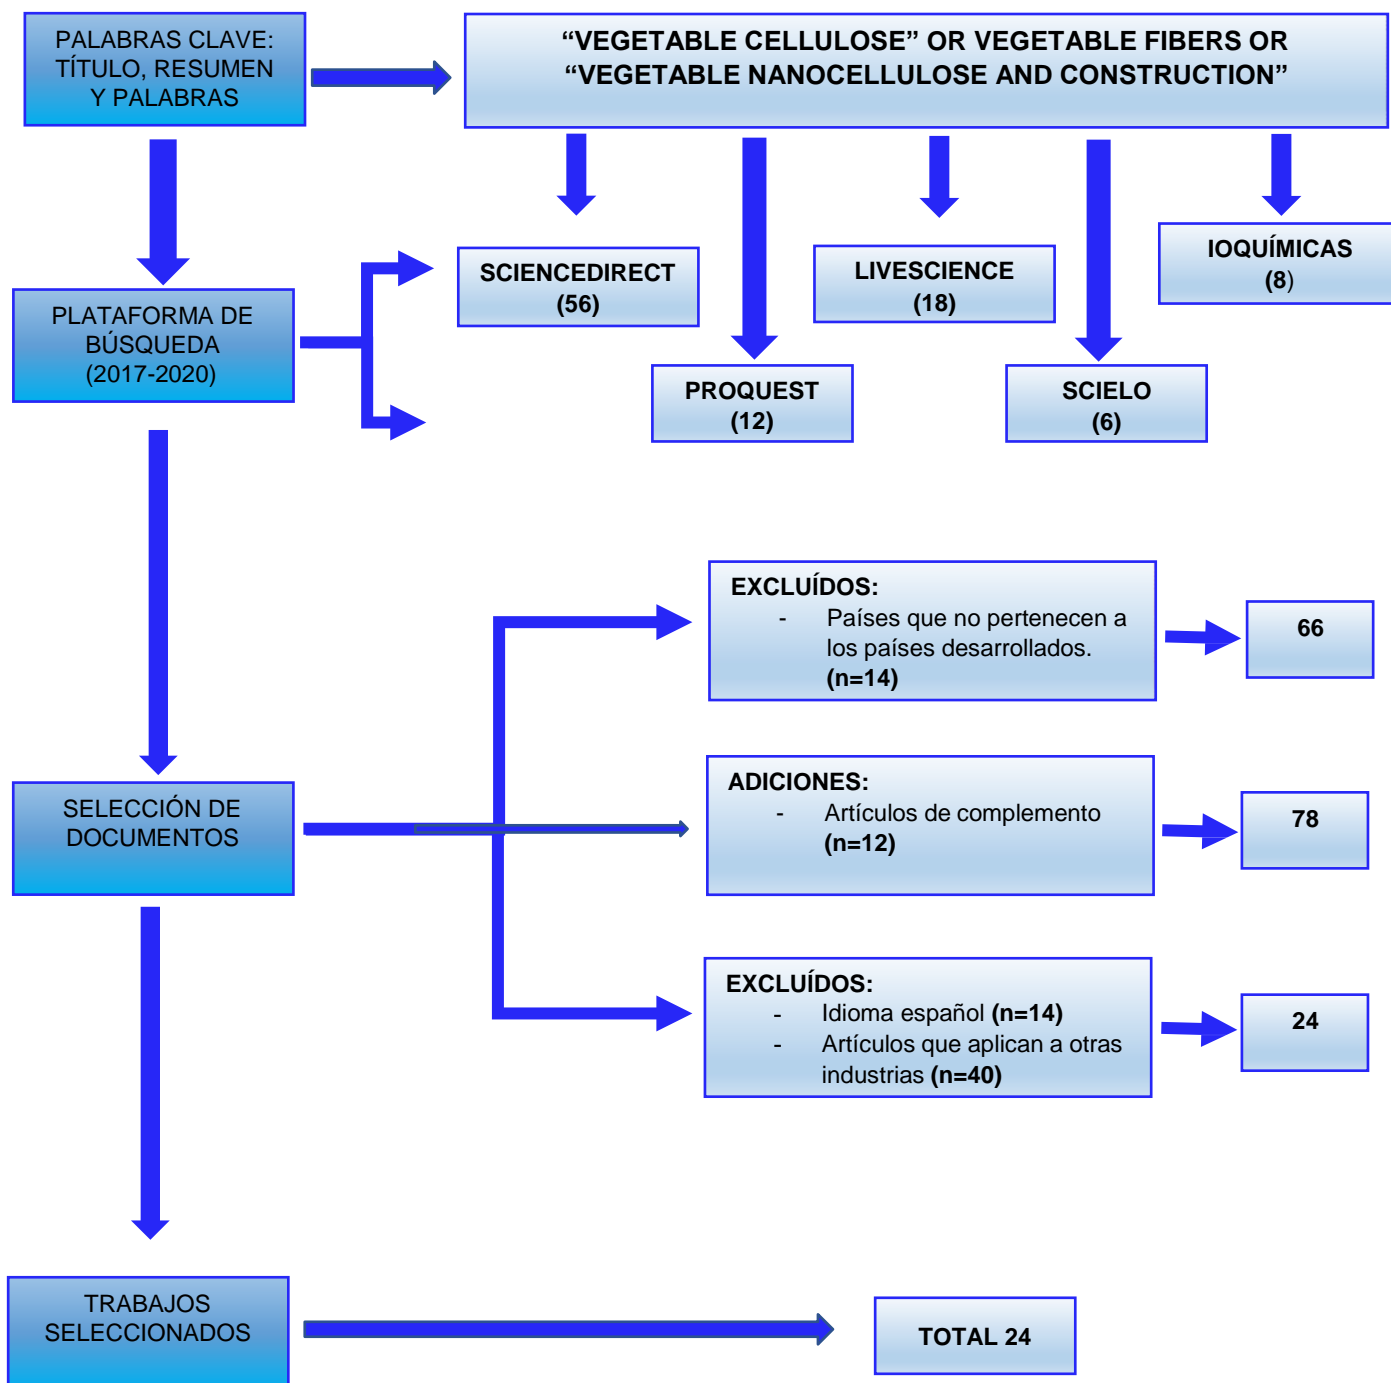 PALABRAS CLAVE:
TÍTULO, RESUMEN
Y PALABRAS
“VEGETABLE CELLULOSE” OR VEGETABLE FIBERS OR
“VEGETABLE NANOCELLULOSE AND CONSTRUCTION”
PLATAFORMA DE
BÚSQUEDA
(2017-2020)
SCIENCEDIRECT
(56)
LIVESCIENCE
(18)
IOQUÍMICAS
(8)
PROQUEST
(12)
SCIELO
(6)
SELECCIÓN DE
DOCUMENTOS
EXCLUÍDOS:
- Países que no pertenecen a
los países desarrollados.
(n=14)
66
ADICIONES:
- Artículos de complemento
(n=12)
78
EXCLUÍDOS:
- Idioma español (n=14)
- Artículos que aplican a otras
industrias (n=40)
24
TRABAJOS
SELECCIONADOS
TOTAL 24